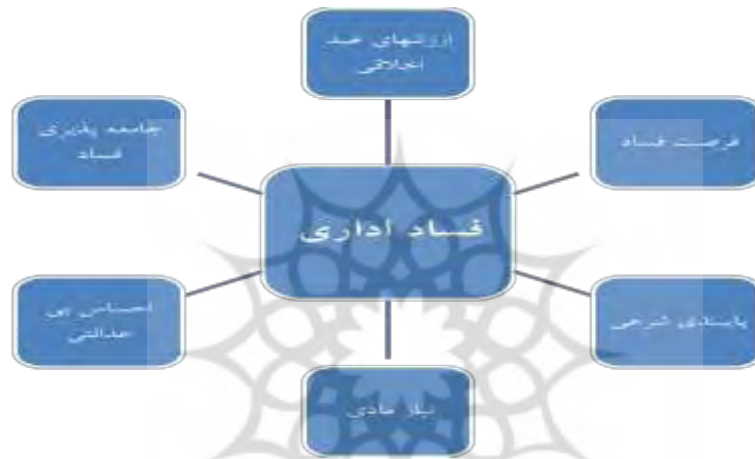 ارزشهای ضد
اخلاقی
فرصت فساد
جامعه پذیری
فساد
فساد اداری
پایبندی شرعی
احساس بی
عدالتی
نیاز مادی